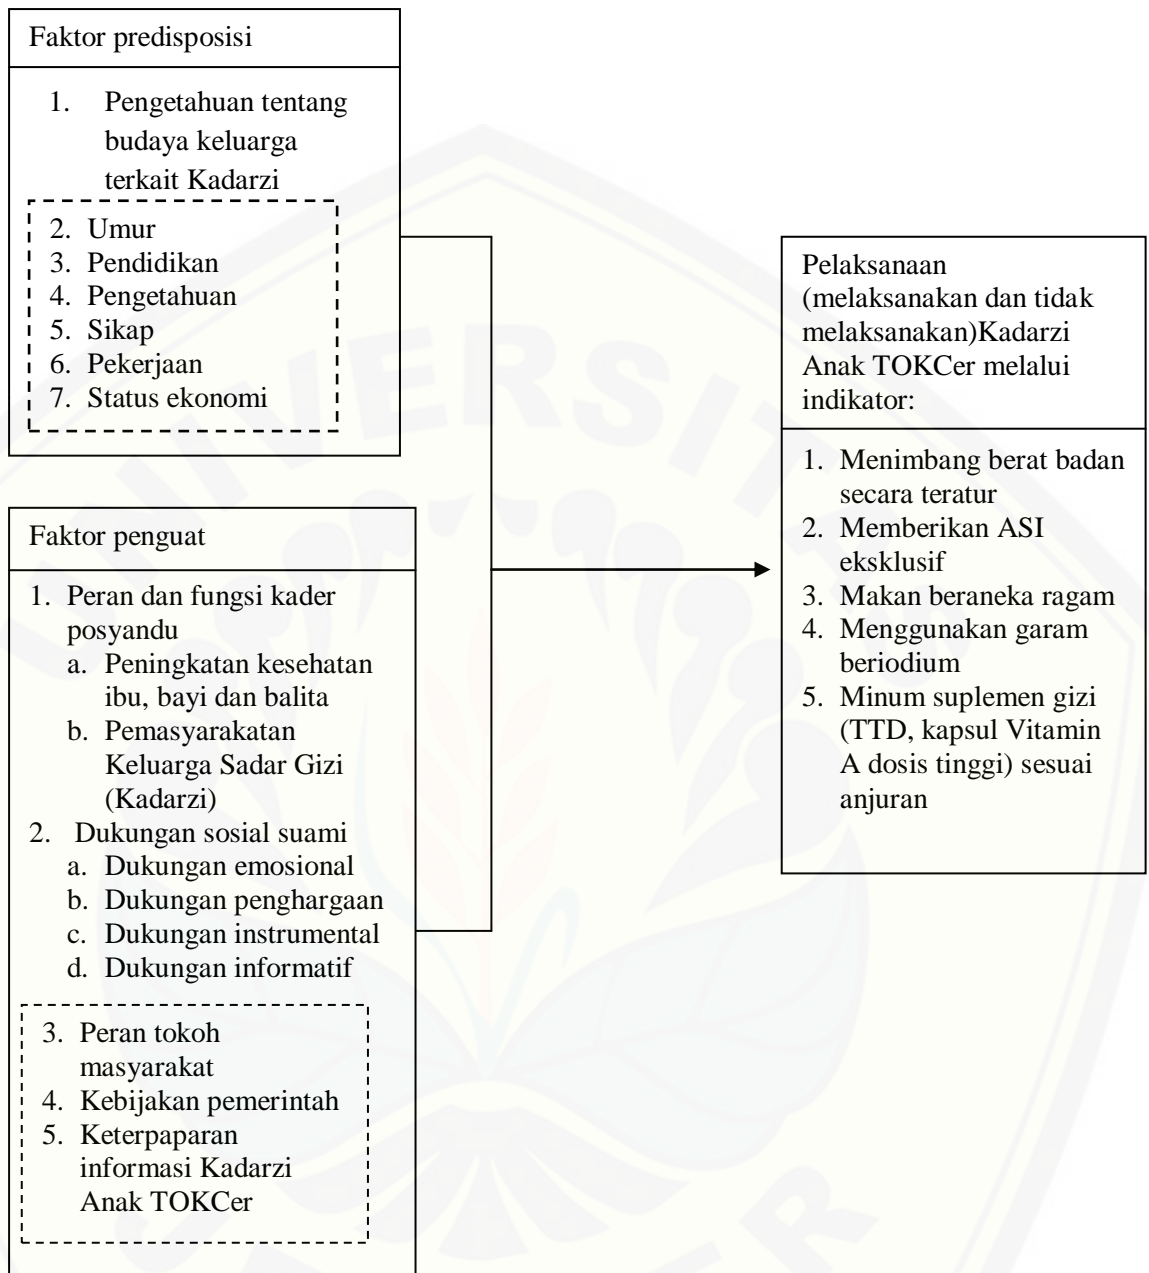 Faktor predisposisi
1. Pengetahuan tentang
budaya keluarga
terkait Kadarzi
2. Umur
3. Pendidikan
4. Pengetahuan
5. Sikap
6. Pekerjaan
7. Status ekonomi
Faktor penguat
1. Peran dan fungsi kader
posyandu
a. Peningkatan kesehatan
ibu, bayi dan balita
b. Pemasyarakatan
Keluarga Sadar Gizi
(Kadarzi)
2. Dukungan sosial suami
a. Dukungan emosional
b. Dukungan penghargaan
c. Dukungan instrumental
d. Dukungan informatif
3. Peran tokoh
masyarakat
4. Kebijakan pemerintah
5. Keterpaparan
informasi Kadarzi
Anak TOKCer
Pelaksanaan
(melaksanakan dan tidak
melaksanakan)Kadarzi
Anak TOKCer melalui
indikator:
1. Menimbang berat badan
secara teratur
2. Memberikan ASI
eksklusif
3. Makan beraneka ragam
4. Menggunakan garam
beriodium
5. Minum suplemen gizi
(TTD, kapsul Vitamin
A dosis tinggi) sesuai
anjuran
UNIVERSITAS